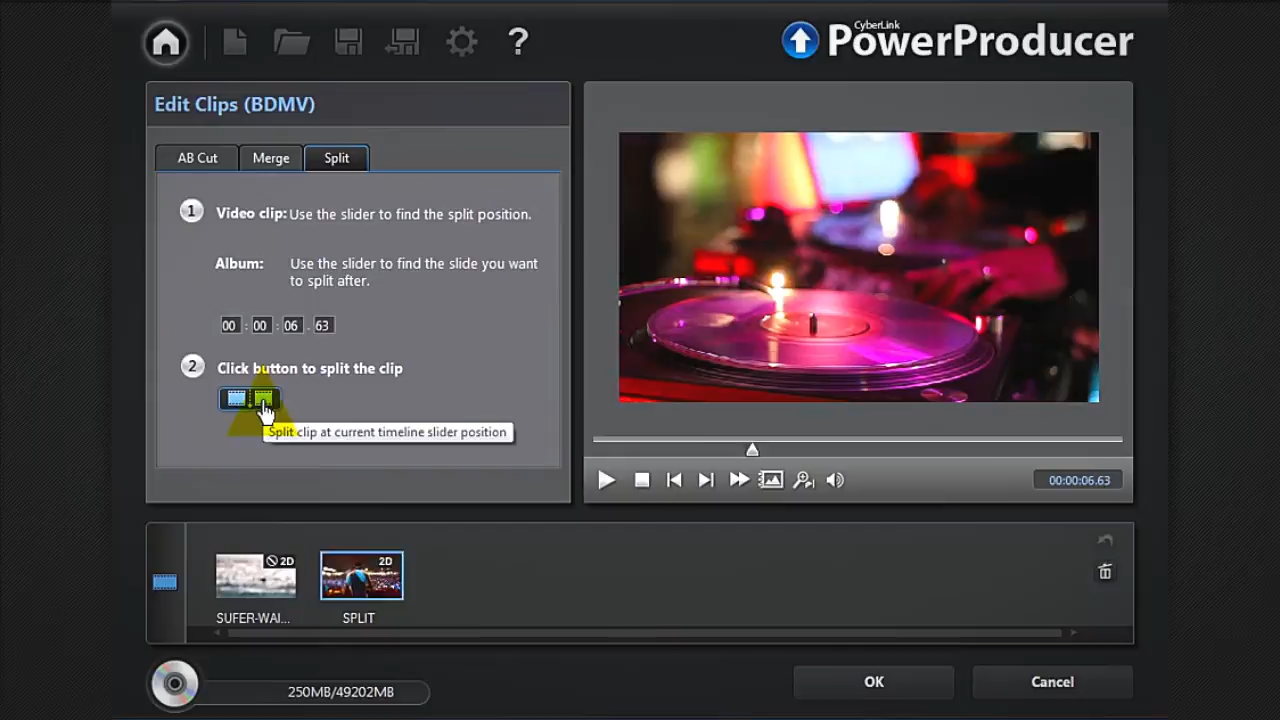 ?
CyberLink
PowerProducer
Edit Clips (BDMV)
AB Cut
Merge
Split
1
Video clip: Use the slider to find the split position.
Album: Use the slider to find the slide you want
to split after.
00 : 00 : 06 . 63
2
Click button to split the clip
Split clip at current timeline slider position
00:00:06.63
2D
2D
SUFER-WAI...
SPLIT
250MB/49202MB
OK
Cancel